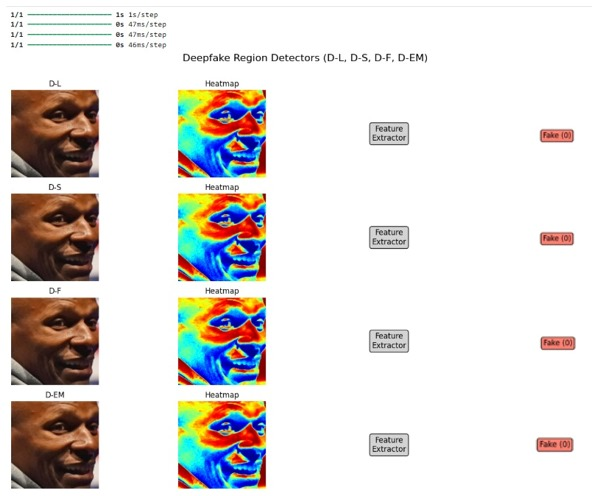 1/1 ━━━━━━━━━━━━━━━━━━━━ 1s 1s/step
1/1 ━━━━━━━━━━━━━━━━━━━━ 0s 47ms/step
1/1 ━━━━━━━━━━━━━━━━━━━━ 0s 47ms/step
1/1 ━━━━━━━━━━━━━━━━━━━━ 0s 46ms/step
Deepfake Region Detectors (D-L, D-S, D-F, D-EM)
D-L
Heatmap
Feature
Extractor
Fake (0)
D-S
Heatmap
Feature
Extractor
Fake (0)
D-F
Heatmap
Feature
Extractor
Fake (0)
D-EM
Heatmap
Feature
Extractor
Fake (0)